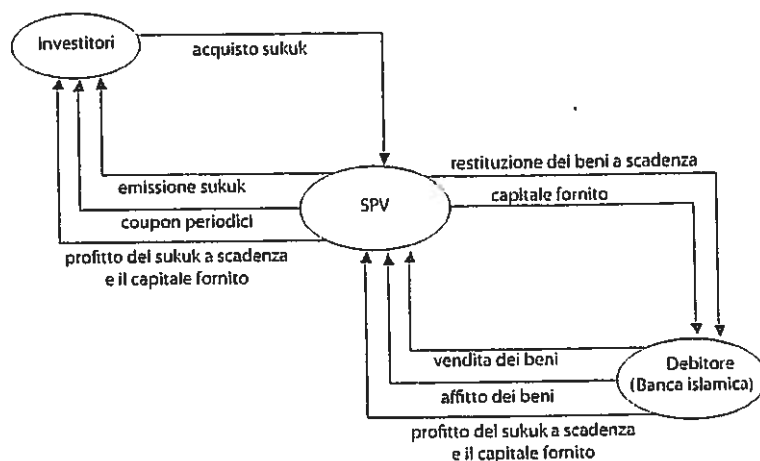 Investitori
acquisto sukuk
restituzione dei beni a scadenza
emissione sukuk
SPV
capitale fornito
coupon periodici
profitto del sukuk a scadenza
e il capitale fornito
vendita dei beni
Debitore
(Banca islamica)
affitto dei beni
profitto del sukuk a scadenza
e il capitale fornito